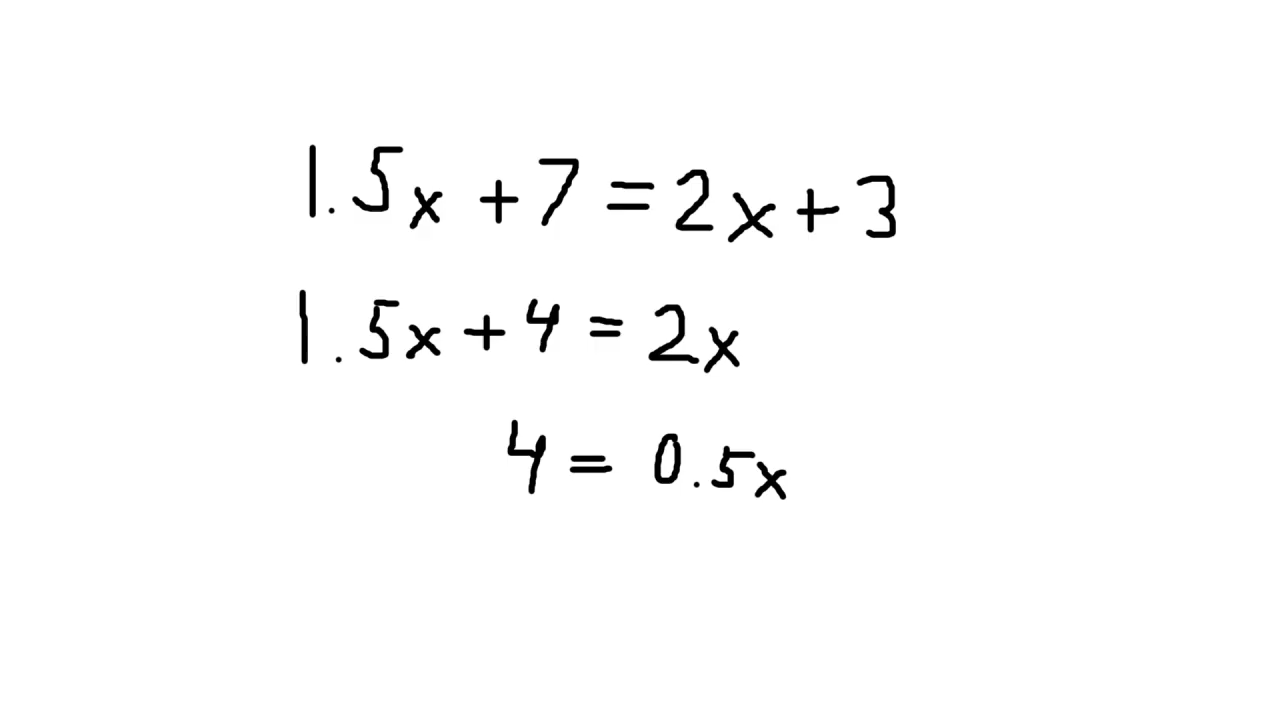 1.5x + 7 = 2x + 3
1.5x + 4 = 2x
4 = 0.5x